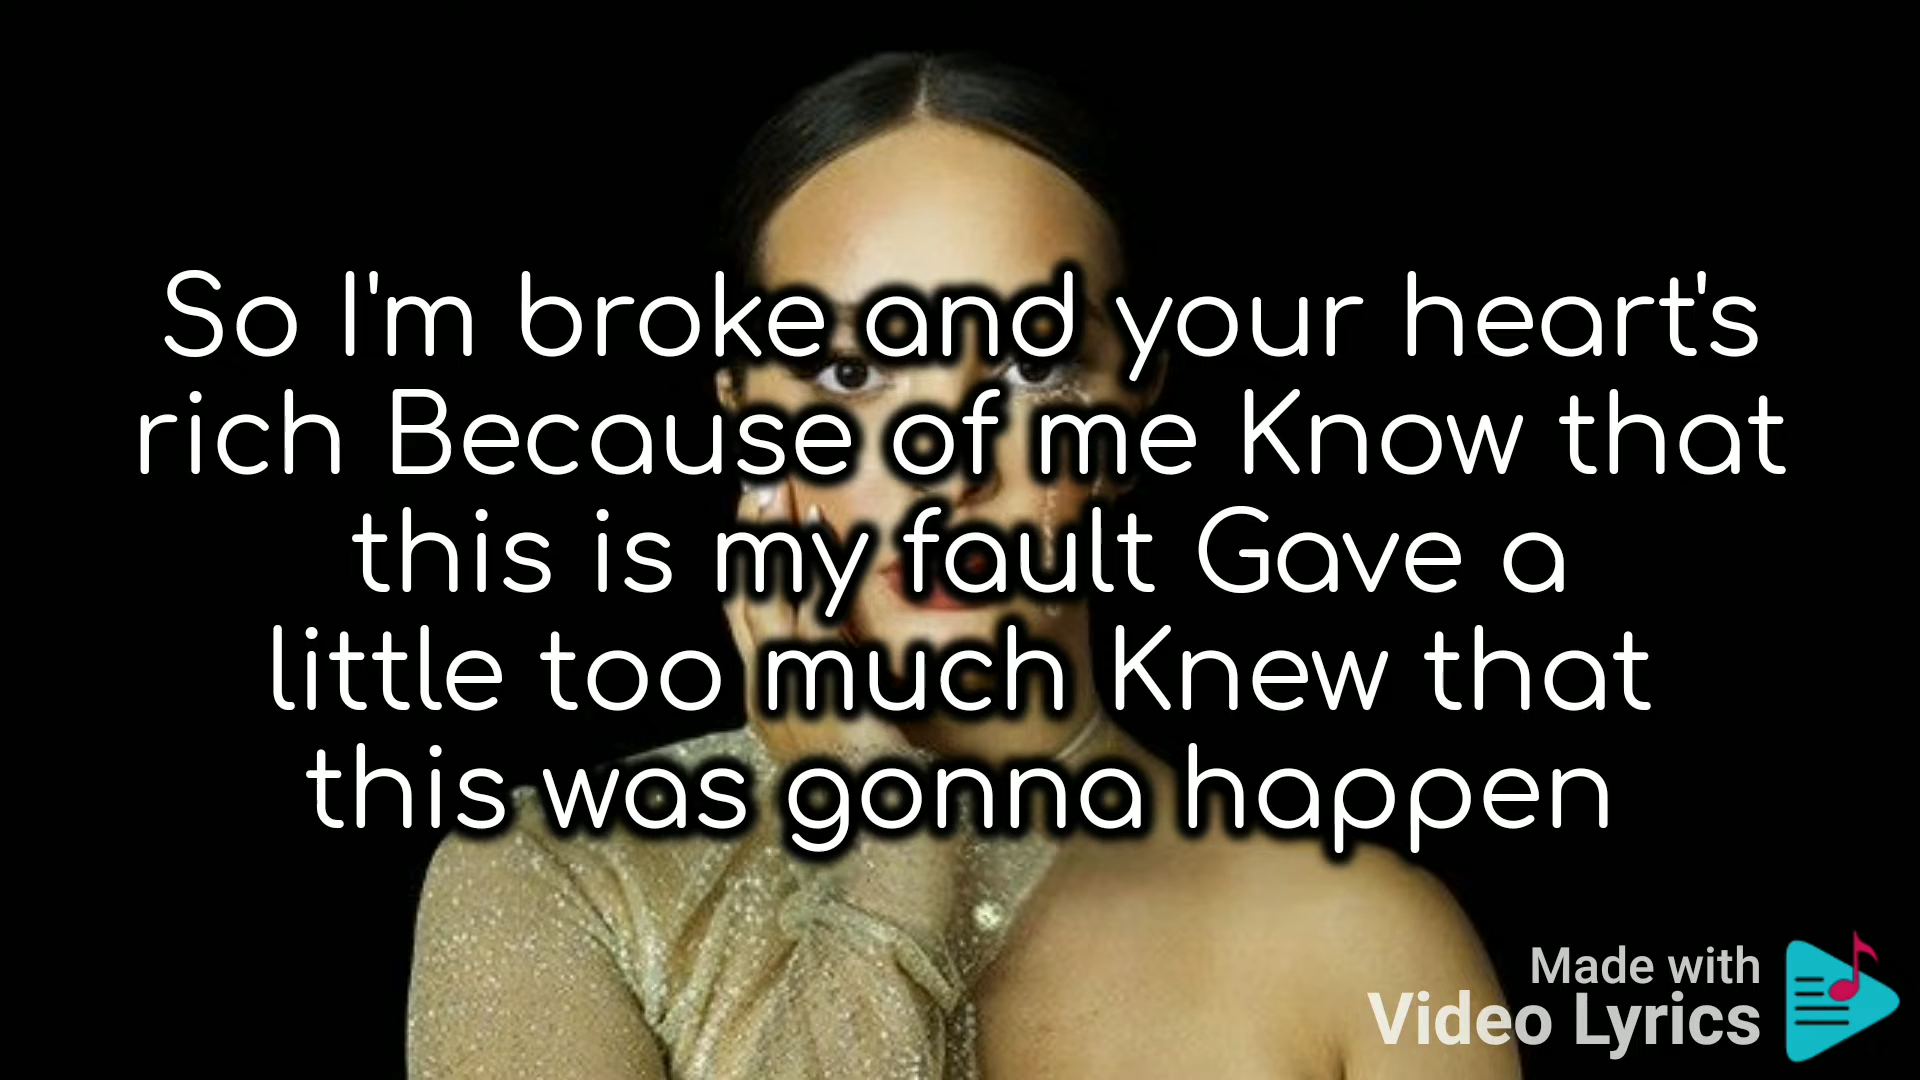 So I'm broke and your heart's
rich Because of me Know that
this is my fault Gave a
little too much Knew that
this was gonna happen
Made with
Video Lyrics